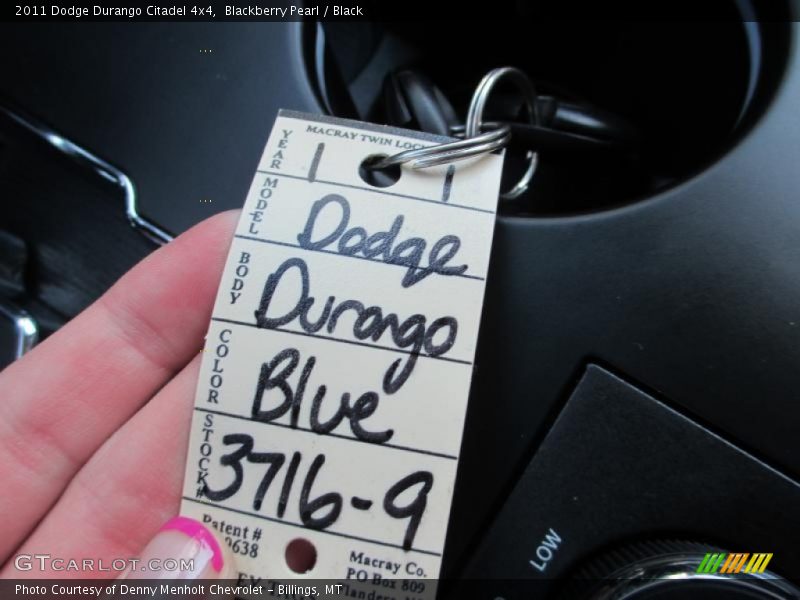 2011 Dodge Durango Citadel 4x4,  Blackberry Pearl / Black
MACRAY TWIN
YEAR 1 1
MODEL Dodge
BODY Durango
COLOR Blue
STOCK# 3716-9
Patent #
Macray Co.
PO Box 809
LOW
GTCARLOT.COM
Photo Courtesy of Denny Menholt Chevrolet – Billings, MT